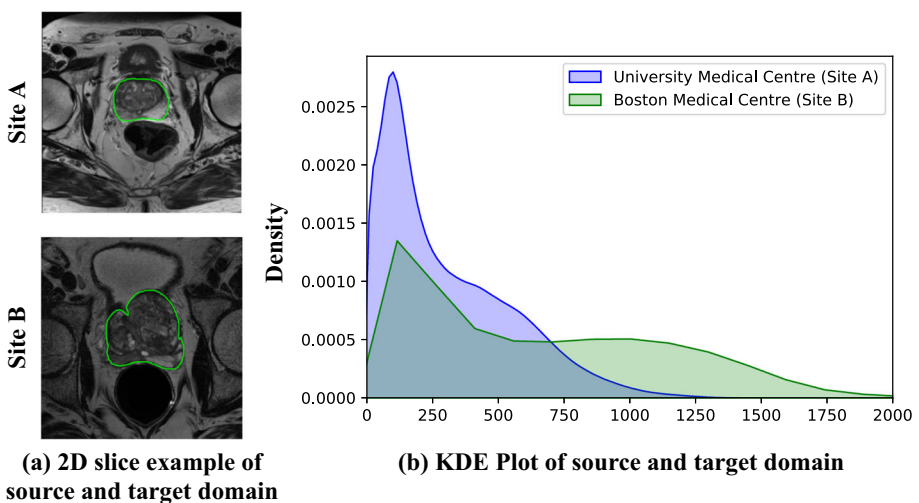 Site A
Site B
(a) 2D slice example of
source and target domain
University Medical Centre (Site A)
Boston Medical Centre (Site B)
Density
0.0025
0.0020
0.0015
0.0010
0.0005
0.0000
0 250 500 750 1000 1250 1500 1750 2000
(b) KDE Plot of source and target domain